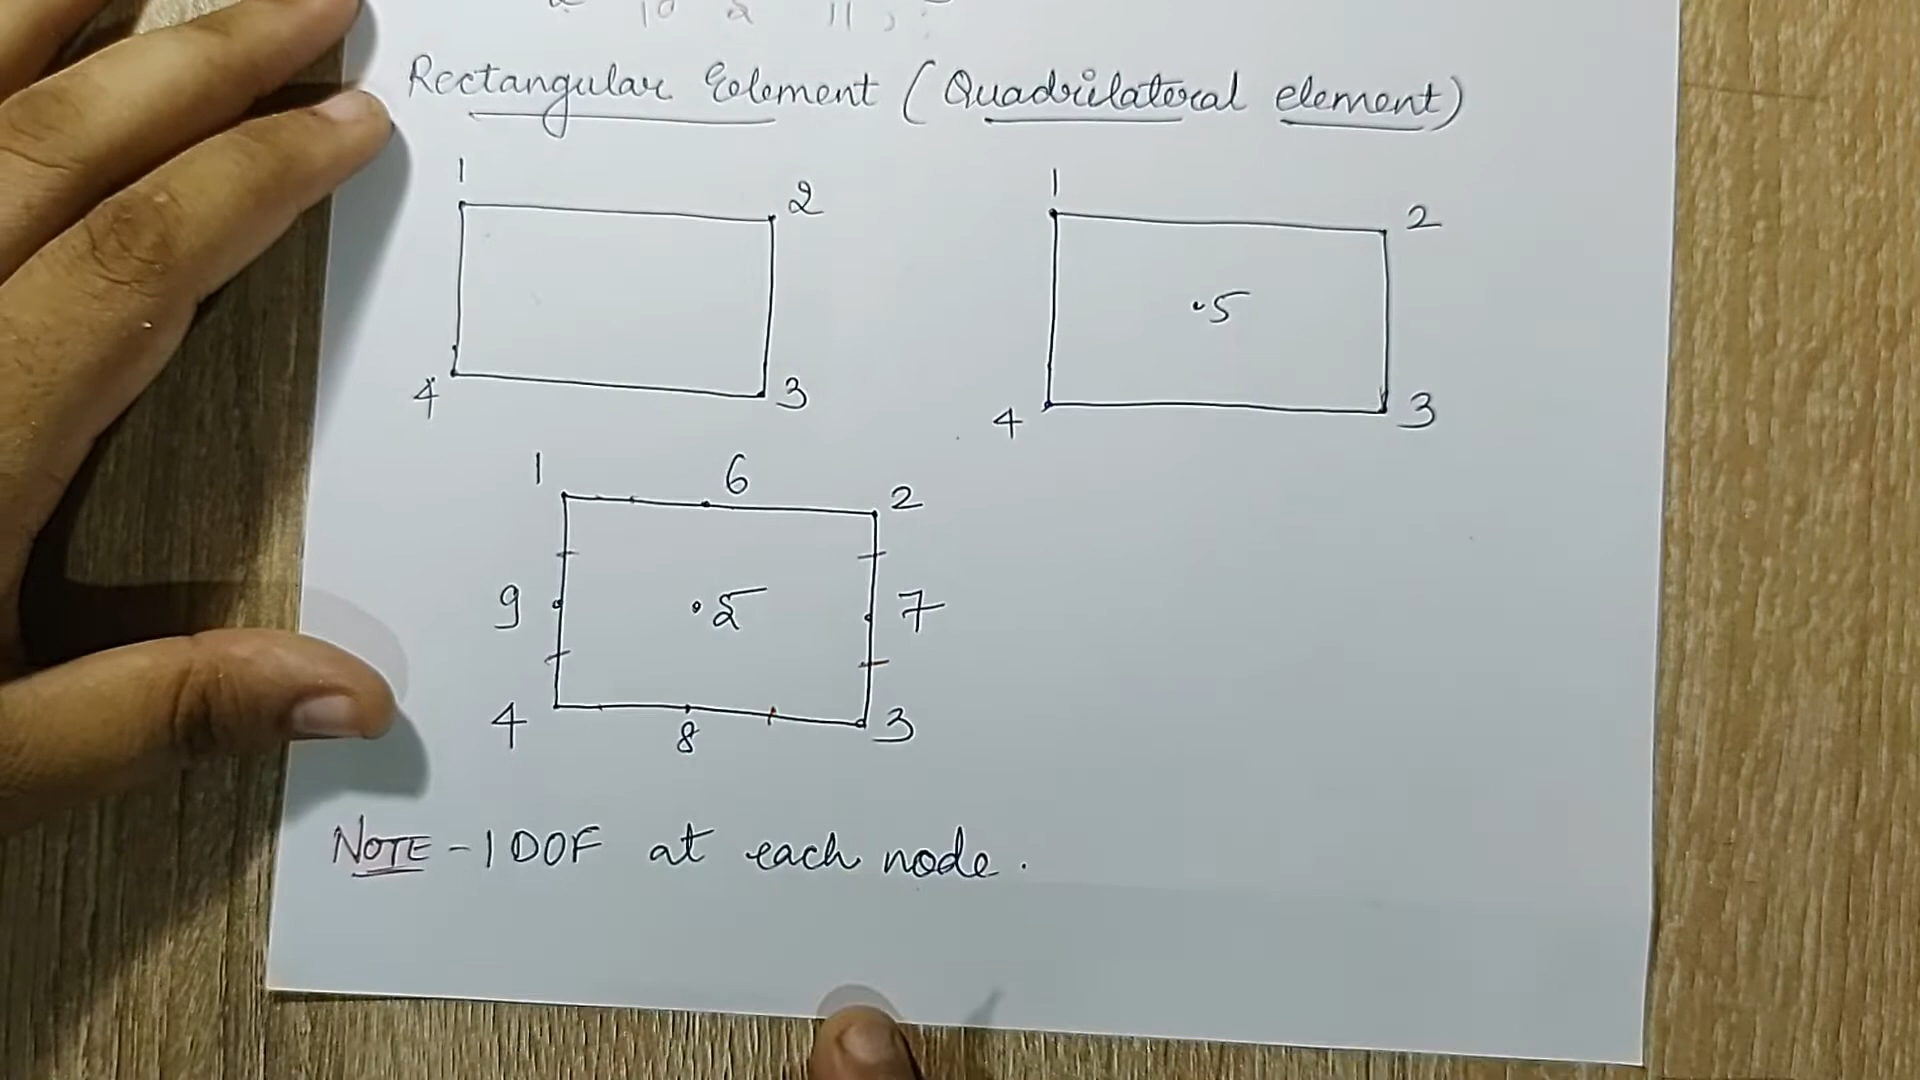 Rectangular Eolement (Quadrilateral element)
1 2
4 3
1 2
5
4 3
1 6 2
9 5 7
4 8 3
NOTE - 1 DOF at each node.